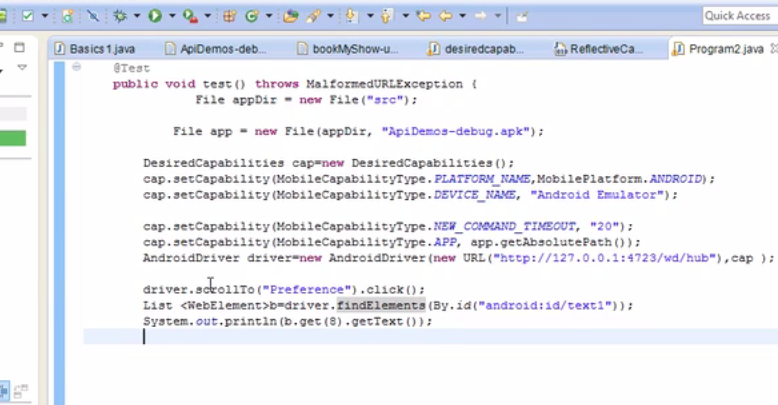 Quick Access
Basics1.java ApiDemos-deb... bookMyShow-u... desiredcapab... ReflectiveCa... Program2.java
@Test
public void test() throws MalformedURLException {
File appDir = new File("src");
File app = new File(appDir, "ApiDemos-debug.apk");
DesiredCapabilities cap=new DesiredCapabilities();
cap.setCapability(MobileCapabilityType.PLATFORM_NAME,MobilePlatform.ANDROID);
cap.setCapability(MobileCapabilityType.DEVICE_NAME, "Android Emulator");
cap.setCapability(MobileCapabilityType.NEW_COMMAND_TIMEOUT, "20");
cap.setCapability(MobileCapabilityType.APP, app.getAbsolutePath());
AndroidDriver driver=new AndroidDriver(new URL("http://127.0.0.1:4723/wd/hub"),cap );
driver.scrollTo("Preference").click();
List <WebElement>b=driver.findElements(By.id("android:id/text1"));
System.out.println(b.get(8).getText());